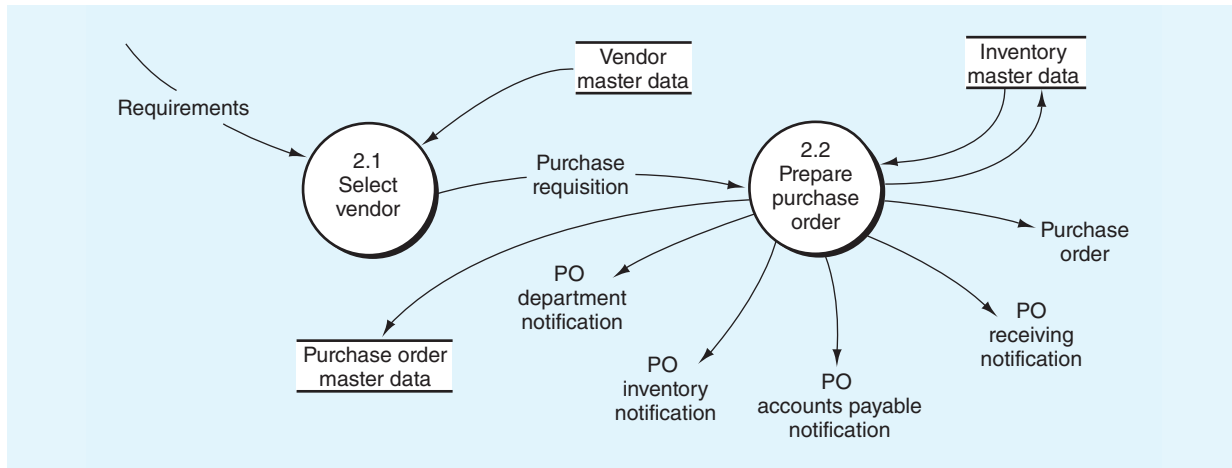 Vendor
master data
Inventory
master data
Requirements
2.1
Select
vendor
Purchase
requisition
2.2
Prepare
purchase
order
Purchase
order
PO
department
notification
PO
receiving
notification
Purchase order
master data
PO
inventory
notification
PO
accounts payable
notification